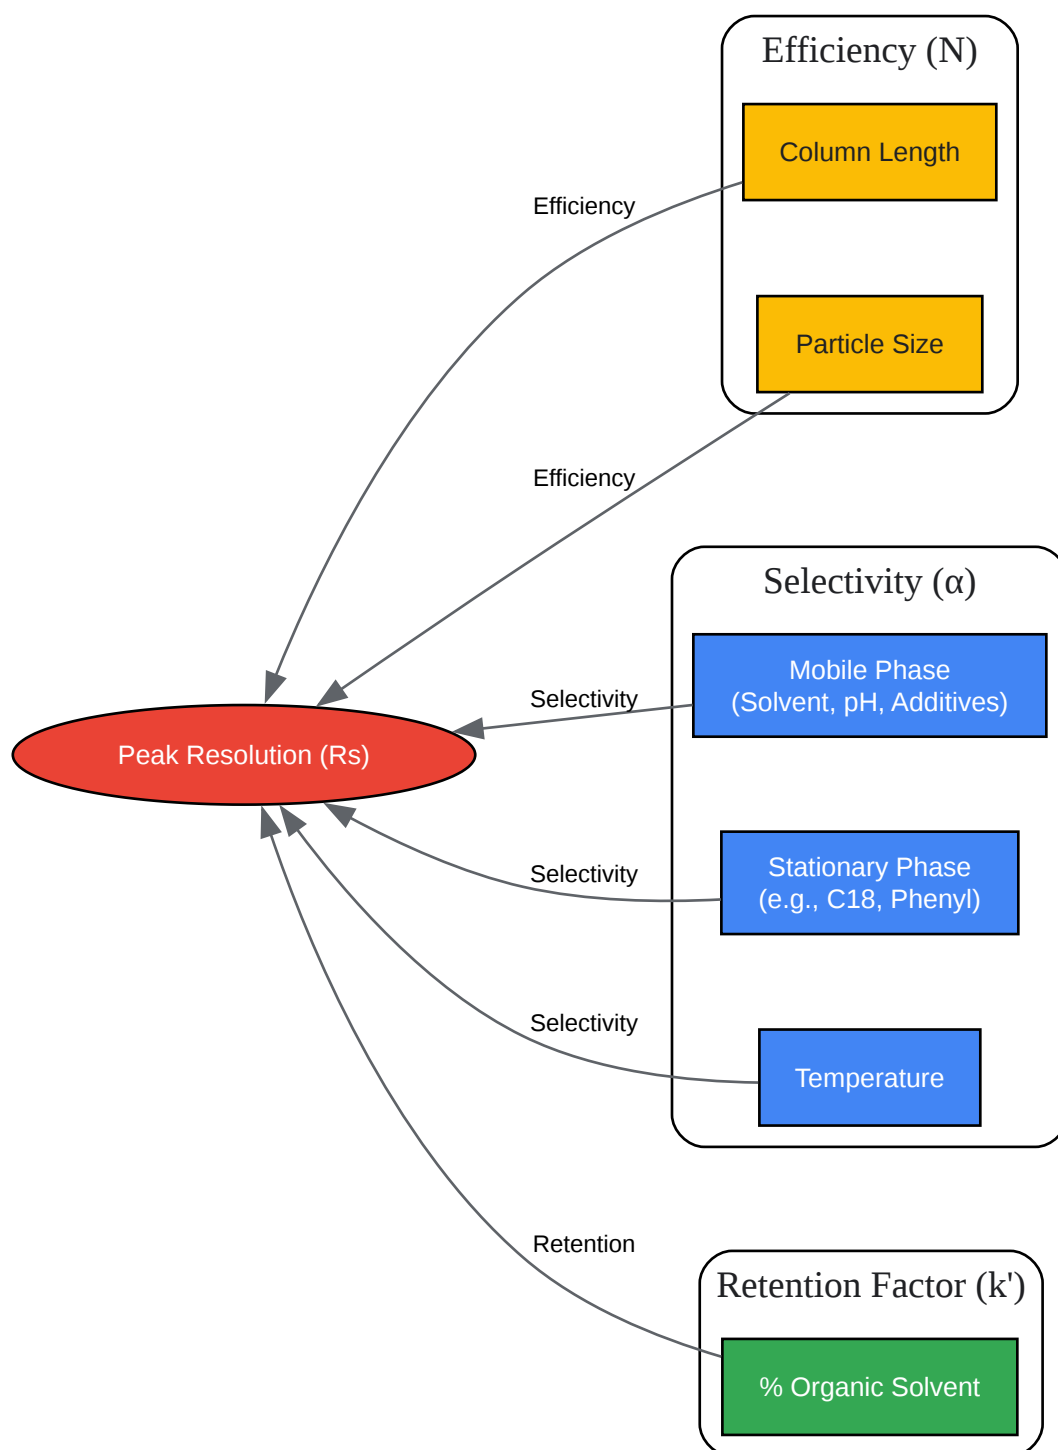 Efficiency (N)
Column Length
Efficiency
Particle Size
Efficiency
Selectivity (α)
Mobile Phase
(Solvent, pH, Additives)
Selectivity
Peak Resolution (Rs)
Stationary Phase
(e.g., C18, Phenyl)
Selectivity
Selectivity
Temperature
Retention
Retention Factor (k')
% Organic Solvent